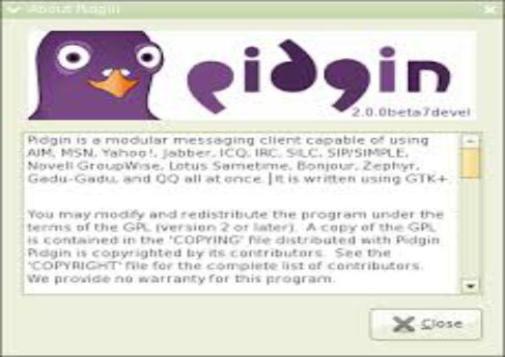 About Pidgin
pidgin
2.0.0beta7devel
Pidgin is a modular messaging client capable of using
AIM, MSN, Yahoo!, Jabber, ICQ, IRC, SILC, SIP/SIMPLE,
Novell GroupWise, Lotus Sametime, Bonjour, Zephyr,
Gadu-Gadu, and QQ all at once. It is written using GTK+.
You may modify and redistribute the program under the
terms of the GPL (version 2 or later). A copy of the GPL
is contained in the 'COPYING' file distributed with Pidgin
Pidgin is copyrighted by its contributors. See the
'COPYRIGHT' file for the complete list of contributors.
We provide no warranty for this program.
Close